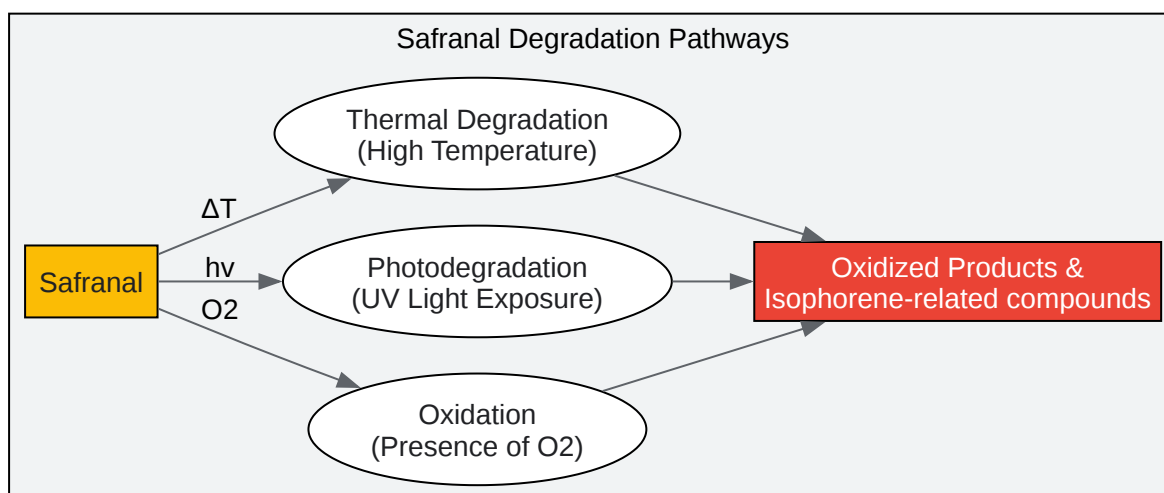 Safranal Degradation Pathways
Thermal Degradation
(High Temperature)
ΔT
Safranal
hv
Photodegradation
(UV Light Exposure)
Oxidized Products &
Isophorene-related compounds
O2
Oxidation
(Presence of O2)